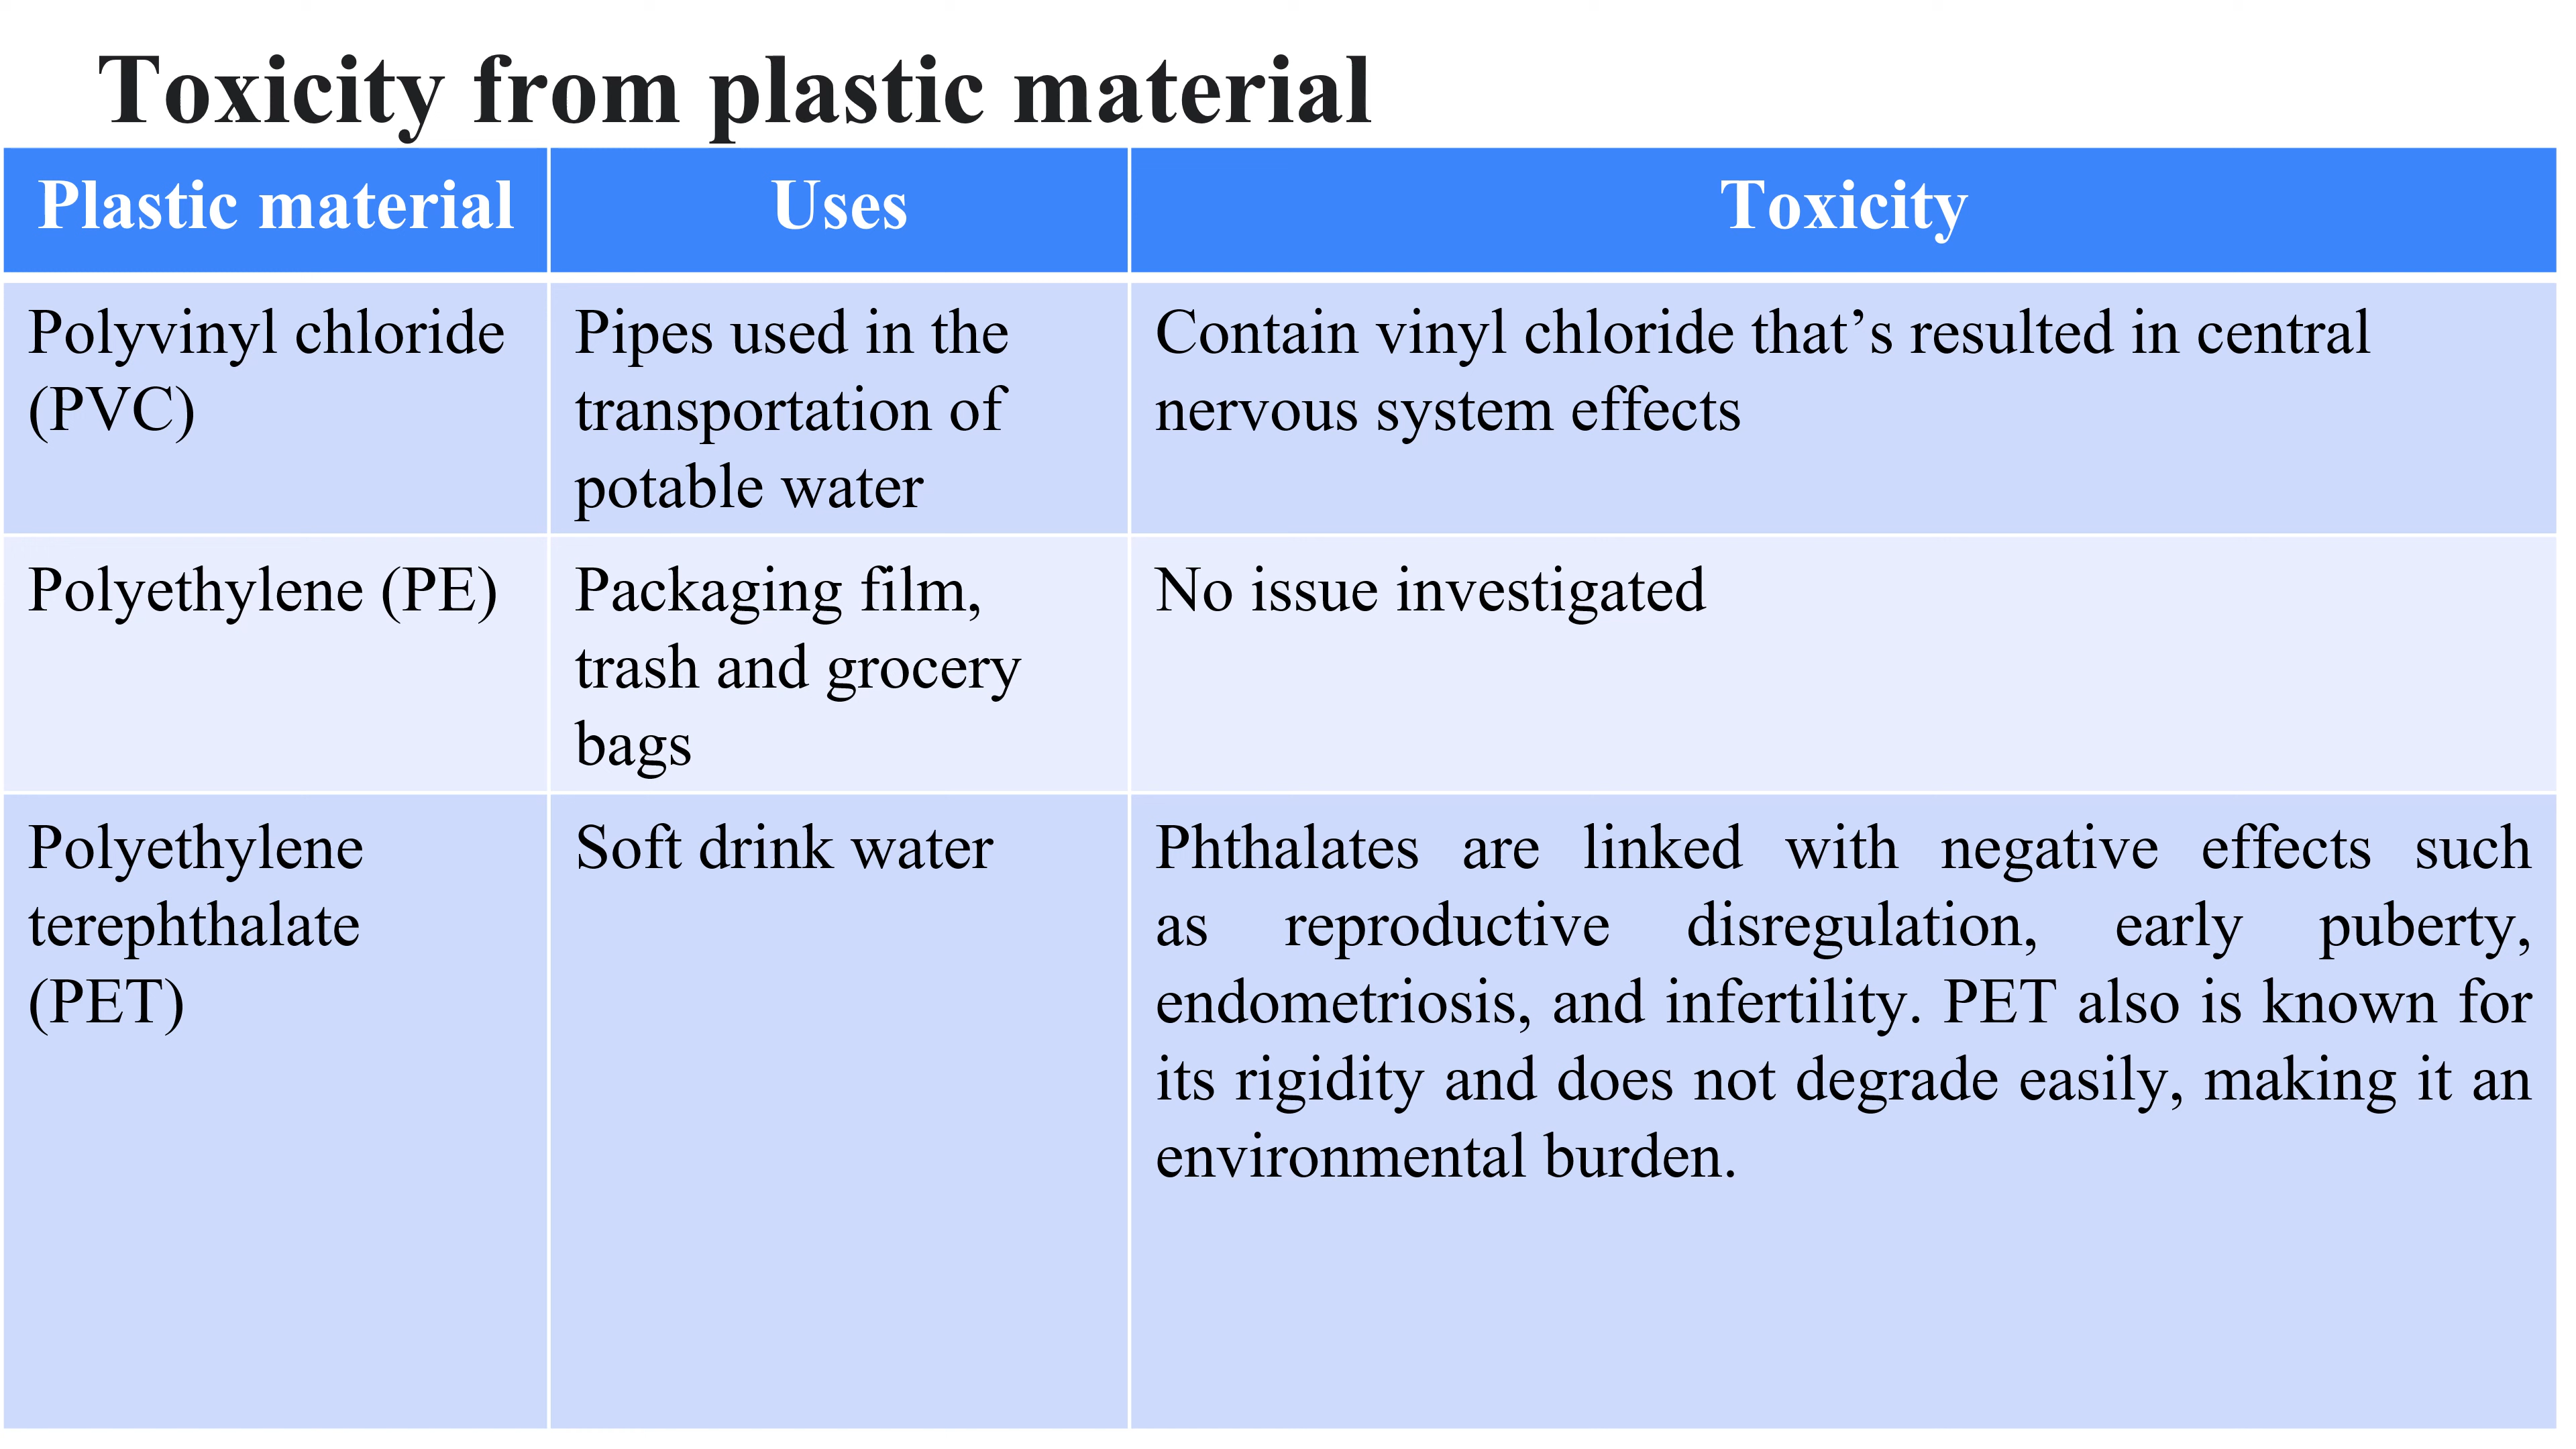 Toxicity from plastic material
Plastic material
Uses
Toxicity
Polyvinyl chloride
(PVC)
Pipes used in the
transportation of
potable water
Contain vinyl chloride that’s resulted in central
nervous system effects
Polyethylene (PE)
Packaging film,
trash and grocery
bags
No issue investigated
Polyethylene
terephthalate
(PET)
Soft drink water
Phthalates are linked with negative effects such
as reproductive disregulation, early puberty,
endometriosis, and infertility. PET also is known for
its rigidity and does not degrade easily, making it an
environmental burden.